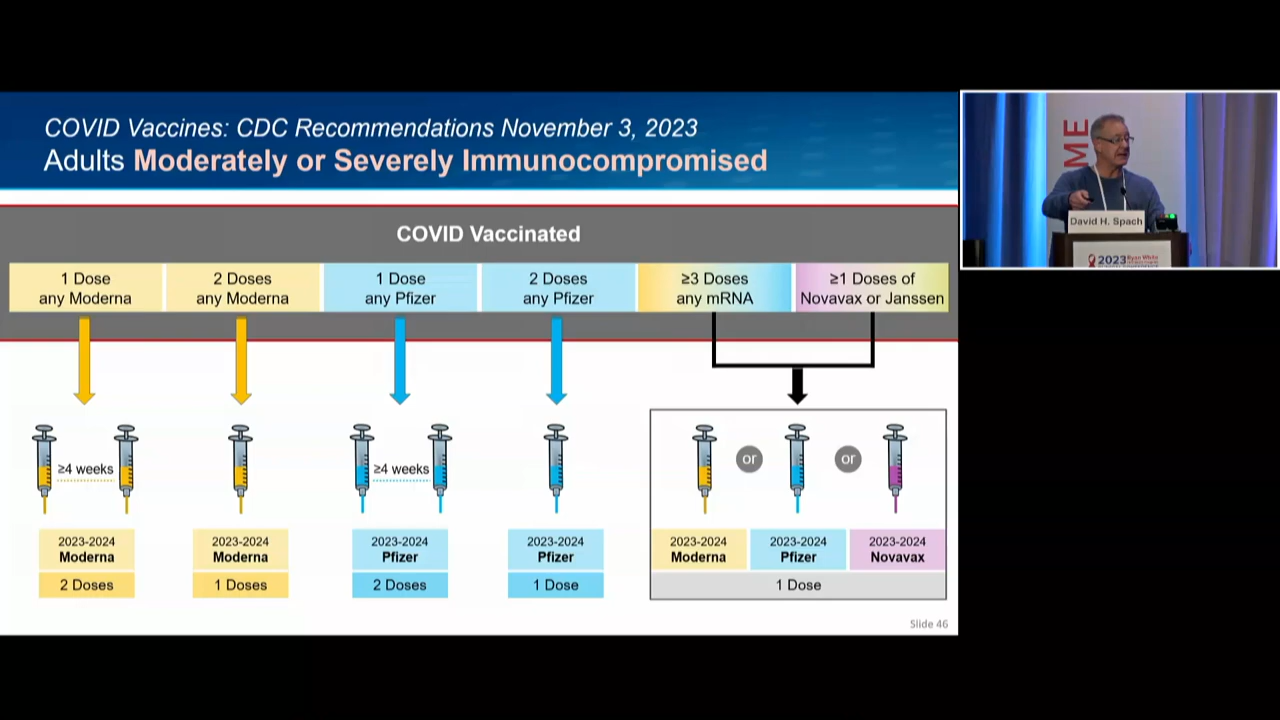 COVID Vaccines: CDC Recommendations November 3, 2023
Adults Moderately or Severely Immunocompromised
COVID Vaccinated
1 Dose
any Moderna
2 Doses
any Moderna
1 Dose
any Pfizer
2 Doses
any Pfizer
≥3 Doses
any mRNA
≥1 Doses of
Novavax or Janssen
≥4 weeks
≥4 weeks
or
or
2023-2024
Moderna
2 Doses
2023-2024
Moderna
1 Doses
2023-2024
Pfizer
2 Doses
2023-2024
Pfizer
1 Dose
2023-2024
Moderna
2023-2024
Pfizer
2023-2024
Novavax
1 Dose
Slide 46
ME
David H. Spach
2023 Ryan White